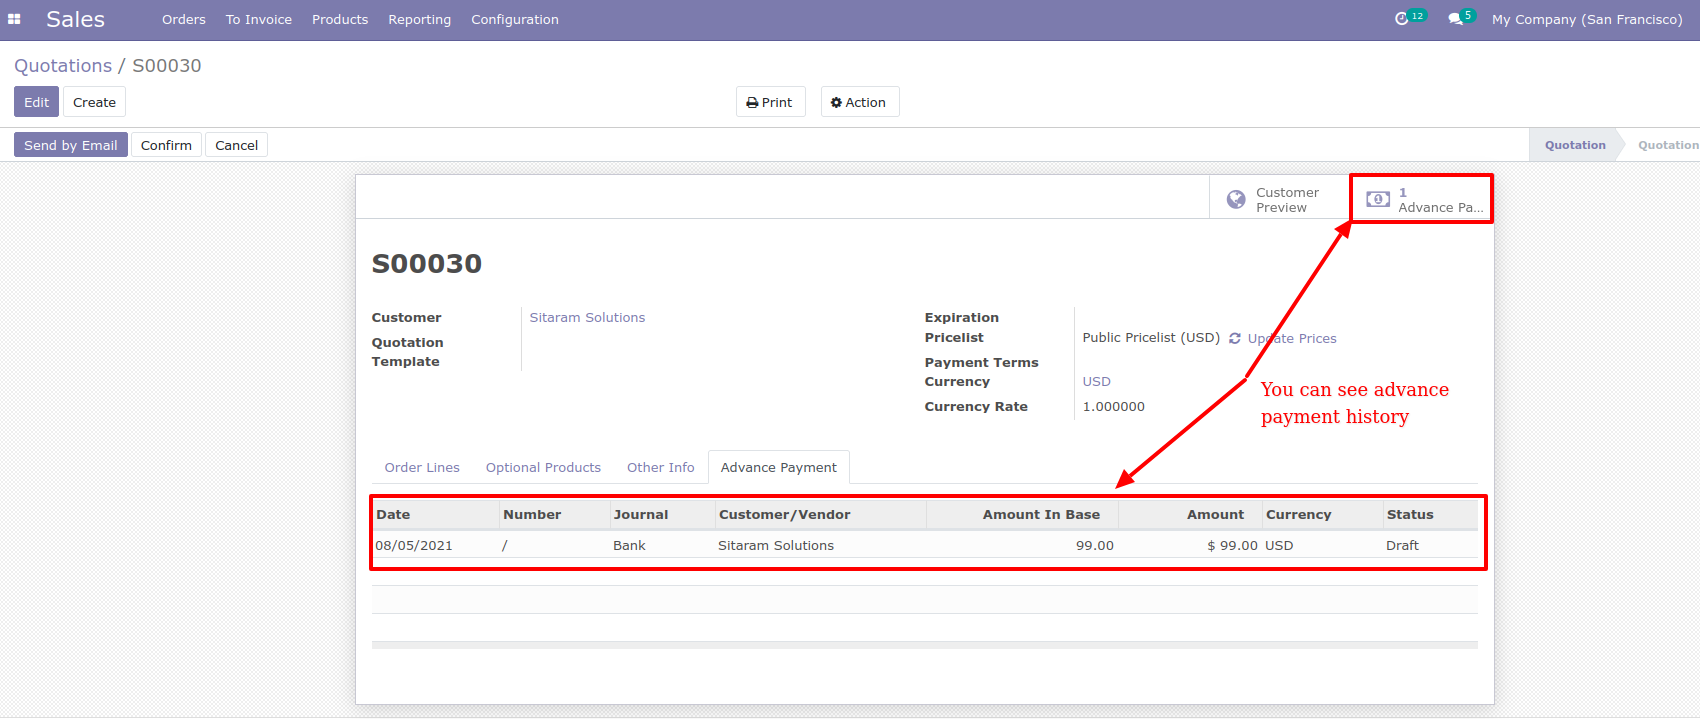 Sales Orders To Invoice Products Reporting Configuration 12 5 My Company (San Francisco)
Quotations / S00030
Edit Create Print Action
Send by Email Confirm Cancel Quotation Quotation
Customer
Preview
1
Advance Pa...
S00030
Customer Sitaram Solutions
Quotation
Template
Expiration
Pricelist Public Pricelist (USD) Update Prices
Payment Terms
Currency USD
Currency Rate 1.000000
You can see advance
payment history
Order Lines Optional Products Other Info Advance Payment
Date Number Journal Customer/Vendor Amount In Base Amount Currency Status
08/05/2021 / Bank Sitaram Solutions 99.00 $ 99.00 USD Draft